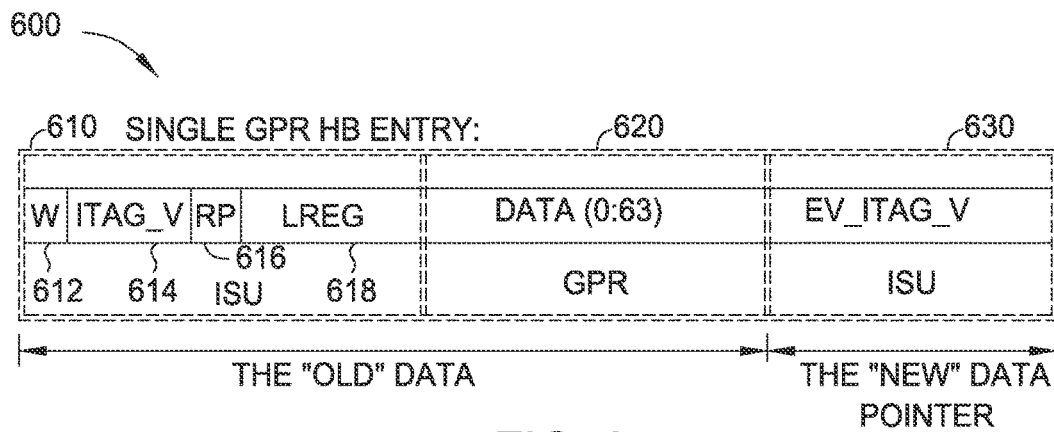 600
610 SINGLE GPR HB ENTRY: 620 630
W ITAG_V RP LREG DATA (0:63) EV_ITAG_V
616
612 614 ISU 618 GPR ISU
THE "OLD" DATA THE "NEW" DATA
POINTER